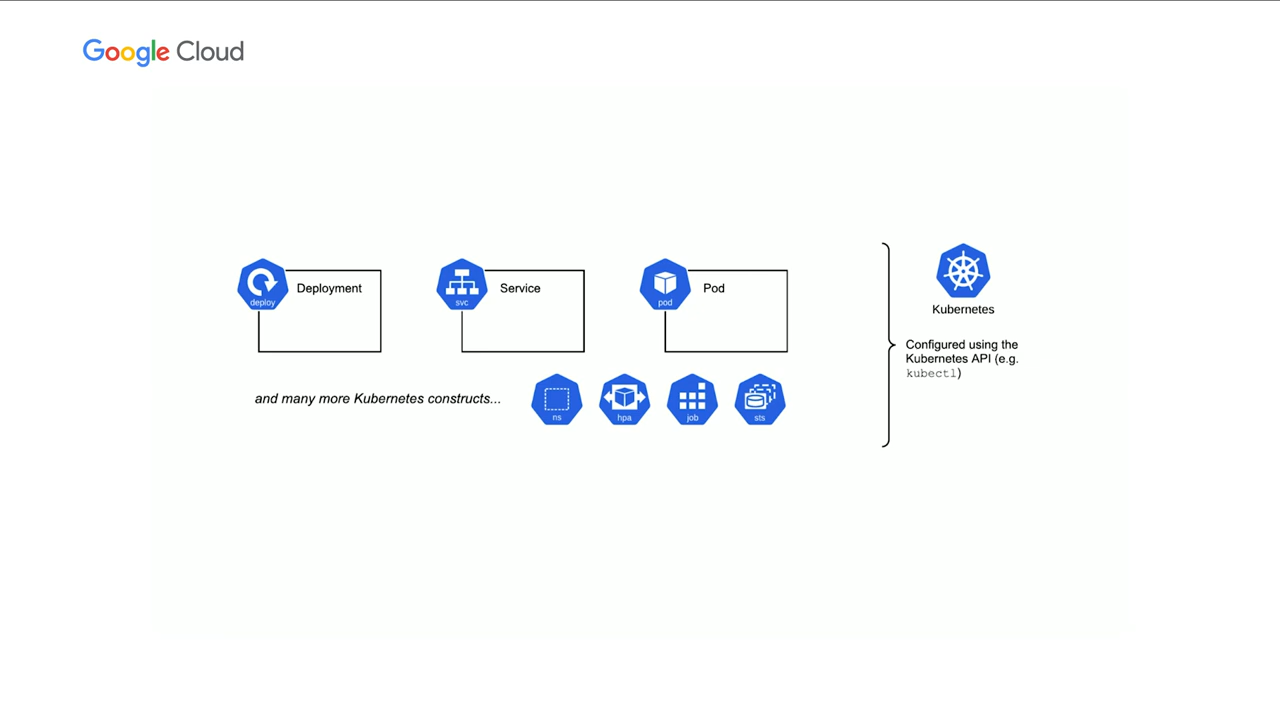 Google Cloud
deploy
Deployment
svc
Service
pod
Pod
and many more Kubernetes constructs...
ns
hpa
job
sts
Kubernetes
Configured using the
Kubernetes API (e.g.
kubectl)